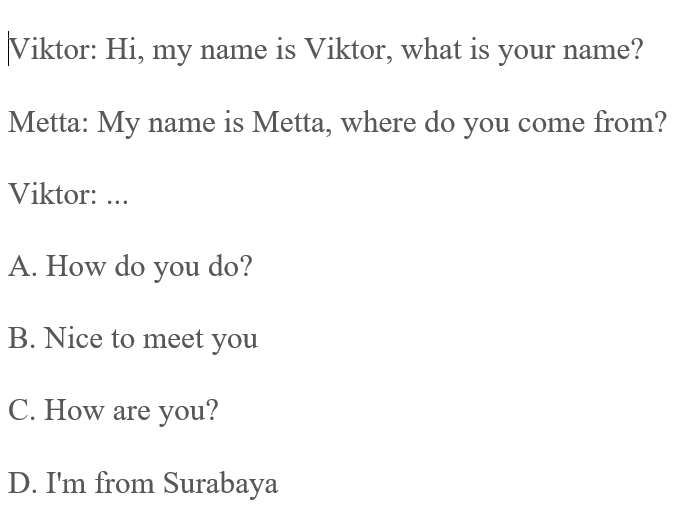 Viktor: Hi, my name is Viktor, what is your name?
Metta: My name is Metta, where do you come from?
Viktor: ...
A. How do you do?
B. Nice to meet you
C. How are you?
D. I'm from Surabaya